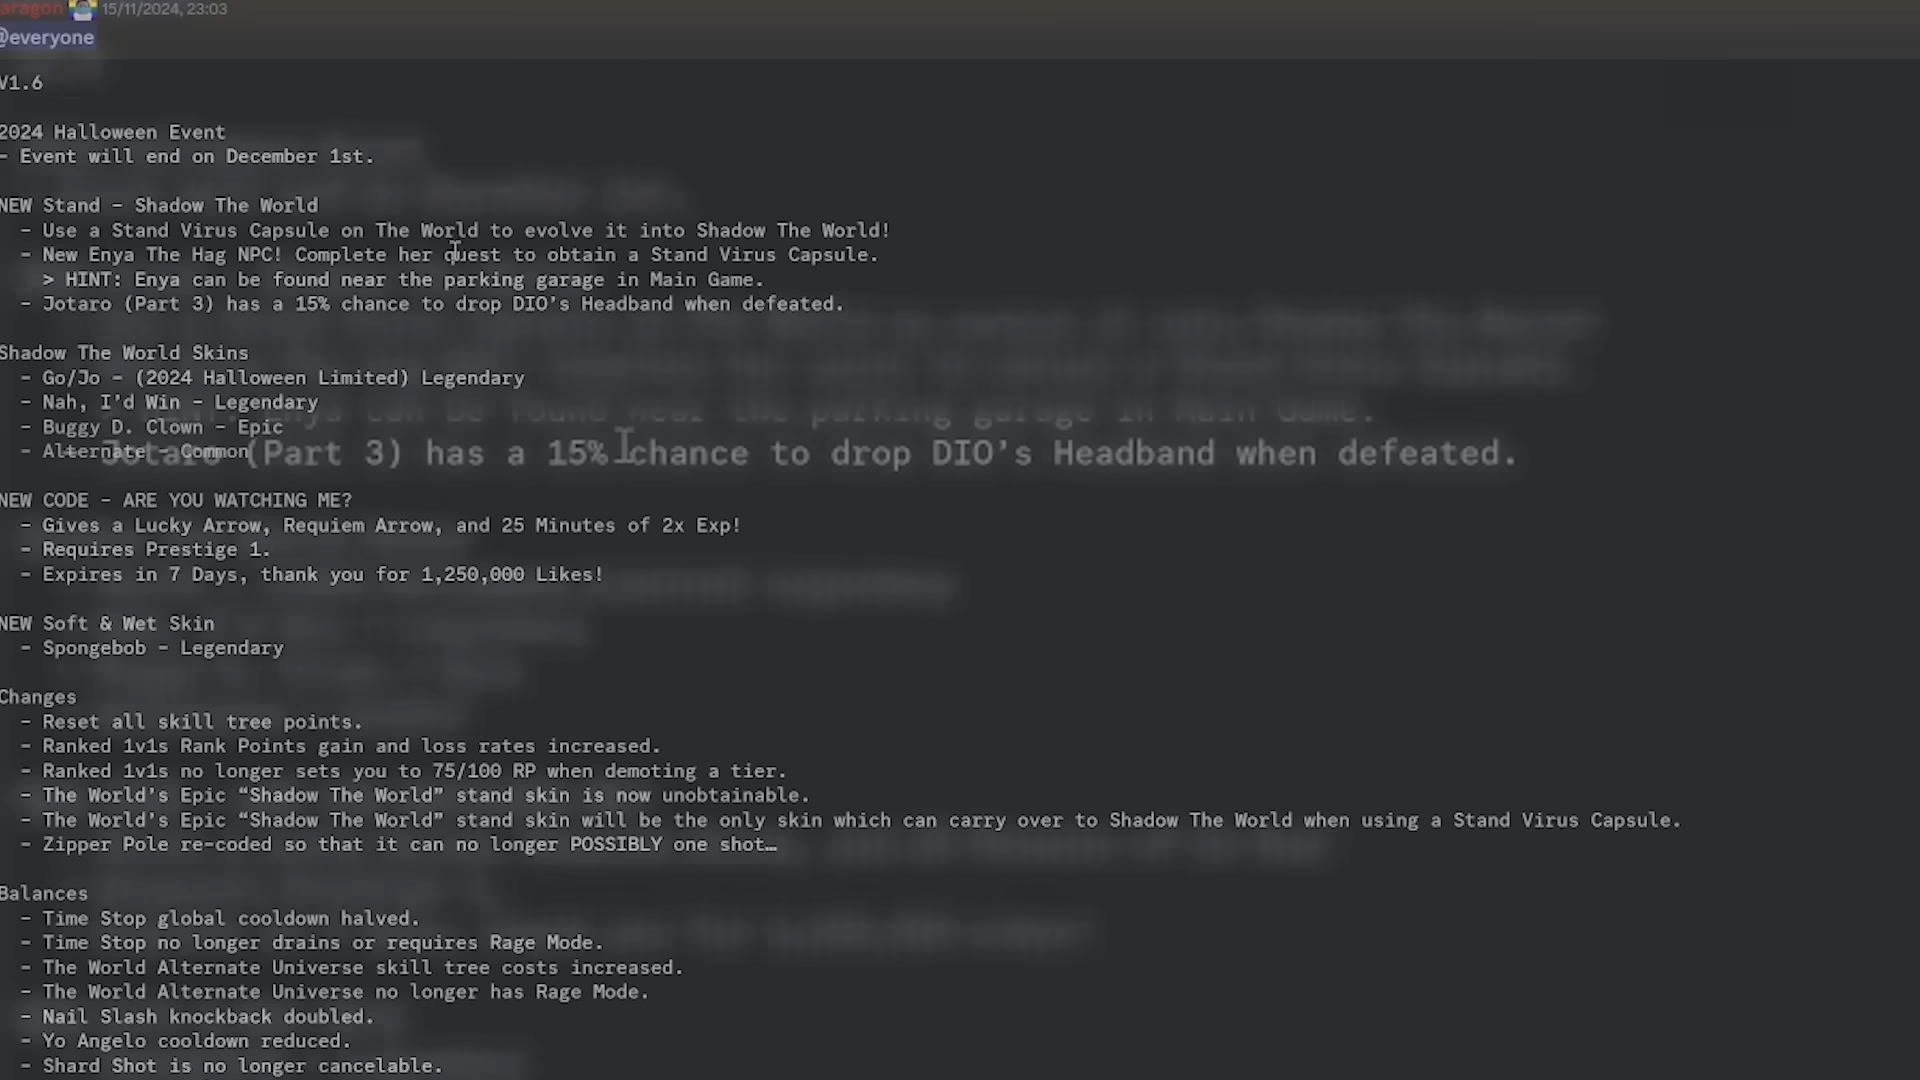 aragon 15/11/2024, 23:03
@everyone
V1.6
2024 Halloween Event
- Event will end on December 1st.
NEW Stand - Shadow The World
- Use a Stand Virus Capsule on The World to evolve it into Shadow The World!
- New Enya The Hag NPC! Complete her quest to obtain a Stand Virus Capsule.
> HINT: Enya can be found near the parking garage in Main Game.
- Jotaro (Part 3) has a 15% chance to drop DIO’s Headband when defeated.
Shadow The World Skins
- Go/Jo - (2024 Halloween Limited) Legendary
- Nah, I’d Win - Legendary
can be found near the parking garage in Main Game.
- Buggy D. Clown - Epic
- Alternate - Common
Jotaro (Part 3) has a 15% chance to drop DIO’s Headband when defeated.
NEW CODE - ARE YOU WATCHING ME?
- Gives a Lucky Arrow, Requiem Arrow, and 25 Minutes of 2x Exp!
- Requires Prestige 1.
- Expires in 7 Days, thank you for 1,250,000 Likes!
NEW Soft & Wet Skin
- Spongebob - Legendary
Changes
- Reset all skill tree points.
- Ranked 1v1s Rank Points gain and loss rates increased.
- Ranked 1v1s no longer sets you to 75/100 RP when demoting a tier.
- The World’s Epic “Shadow The World” stand skin is now unobtainable.
- The World’s Epic “Shadow The World” stand skin will be the only skin which can carry over to Shadow The World when using a Stand Virus Capsule.
- Zipper Pole re-coded so that it can no longer POSSIBLY one shot…
Balances
- Time Stop global cooldown halved.
- Time Stop no longer drains or requires Rage Mode.
- The World Alternate Universe skill tree costs increased.
- The World Alternate Universe no longer has Rage Mode.
- Nail Slash knockback doubled.
- Yo Angelo cooldown reduced.
- Shard Shot is no longer cancelable.